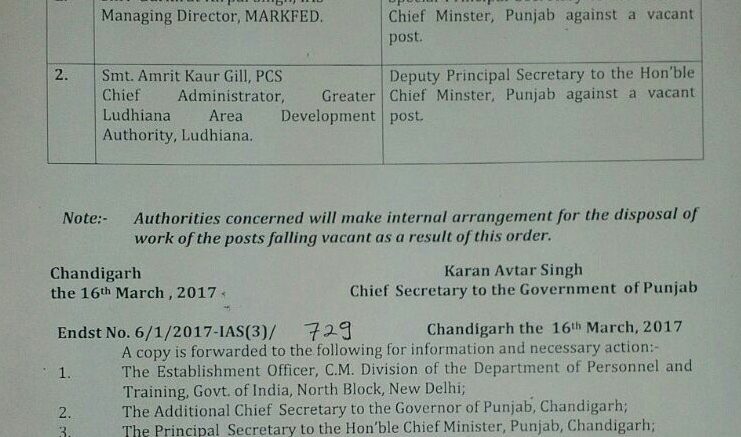 Managing Director, MARKFED.
Chief Minster, Punjab against a vacant
post.
2.
Smt. Amrit Kaur Gill, PCS
Chief Administrator, Greater
Ludhiana Area Development
Authority, Ludhiana.
Deputy Principal Secretary to the Hon'ble
Chief Minster, Punjab against a vacant
post.
Note:- Authorities concerned will make internal arrangement for the disposal of
work of the posts falling vacant as a result of this order.
Chandigarh
the 16th March , 2017
Karan Avtar Singh
Chief Secretary to the Government of Punjab
Endst No. 6/1/2017-IAS(3)/ 729 Chandigarh the 16th March, 2017
A copy is forwarded to the following for information and necessary action:-
1. The Establishment Officer, C.M. Division of the Department of Personnel and
Training, Govt. of India, North Block, New Delhi;
2. The Additional Chief Secretary to the Governor of Punjab, Chandigarh;
3. The Principal Secretary to the Hon'ble Chief Minister, Punjab, Chandigarh;